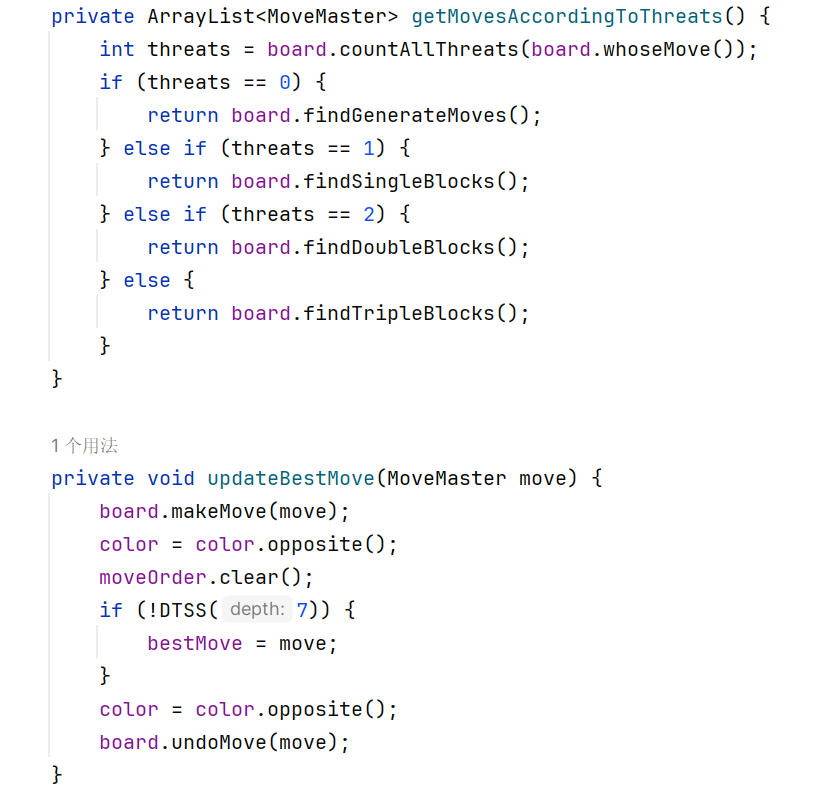 private ArrayList<MoveMaster> getMovesAccordingToThreats() {
    int threats = board.countAllThreats(board.whoseMove());
    if (threats == 0) {
        return board.findGenerateMoves();
    } else if (threats == 1) {
        return board.findSingleBlocks();
    } else if (threats == 2) {
        return board.findDoubleBlocks();
    } else {
        return board.findTripleBlocks();
    }
}
1 个用法
private void updateBestMove(MoveMaster move) {
    board.makeMove(move);
    color = color.opposite();
    moveOrder.clear();
    if (!DTSS( depth: 7)) {
        bestMove = move;
    }
    color = color.opposite();
    board.undoMove(move);
}